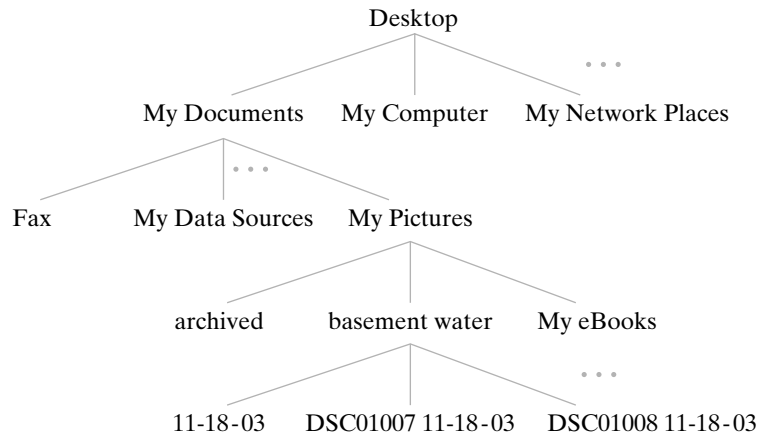 Desktop
My Documents My Computer My Network Places
Fax My Data Sources My Pictures
archived basement water My eBooks
11-18-03 DSC01007 11-18-03 DSC01008 11-18-03